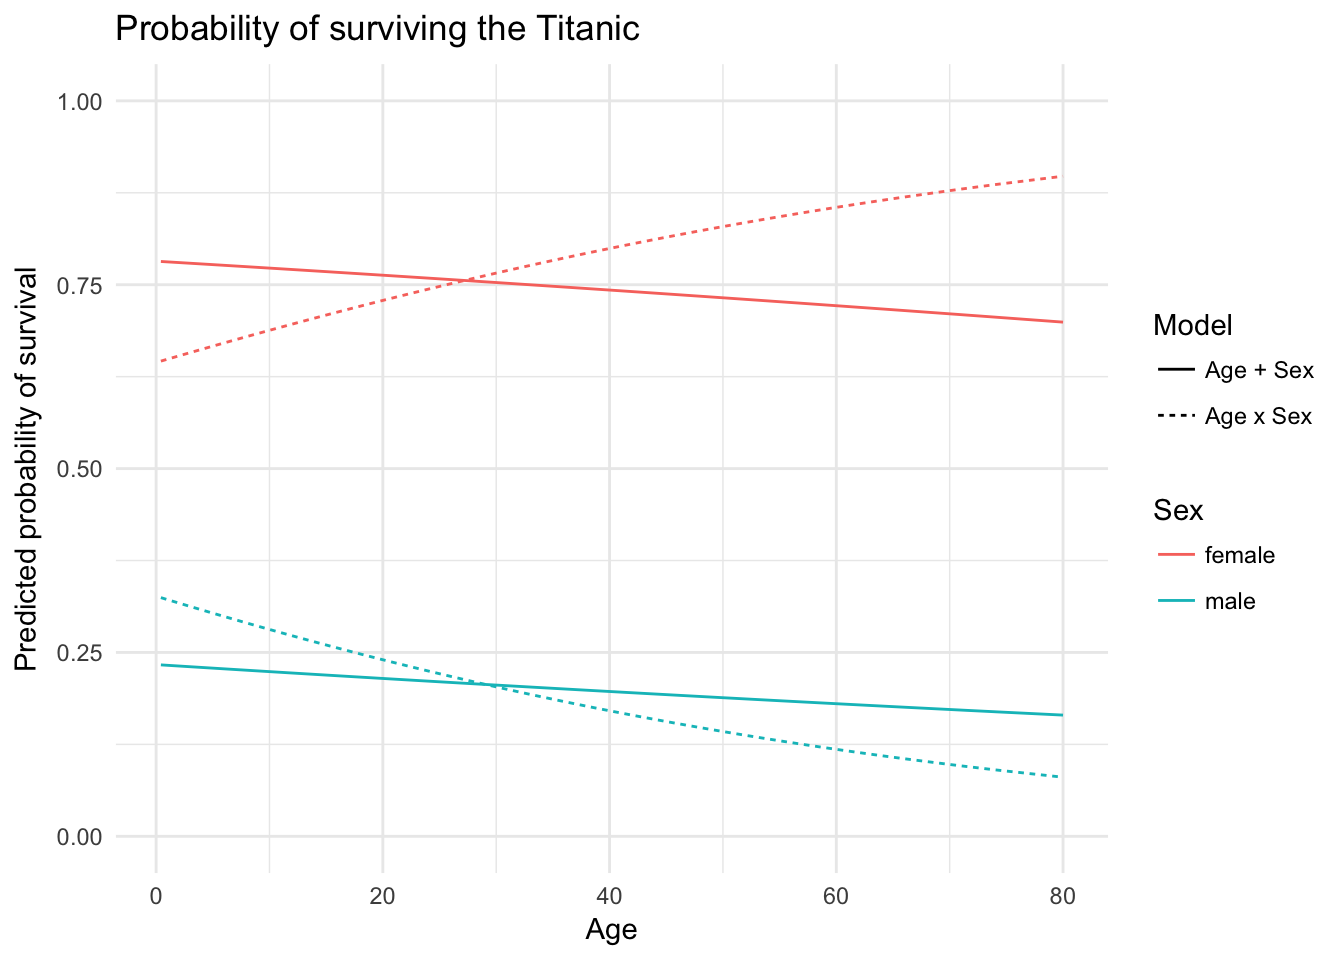 Probability of surviving the Titanic
1.00
0.75
0.50
0.25
0.00
Predicted probability of survival
0 20 40 60 80
Age
Model
Age + Sex
Age x Sex
Sex
female
male